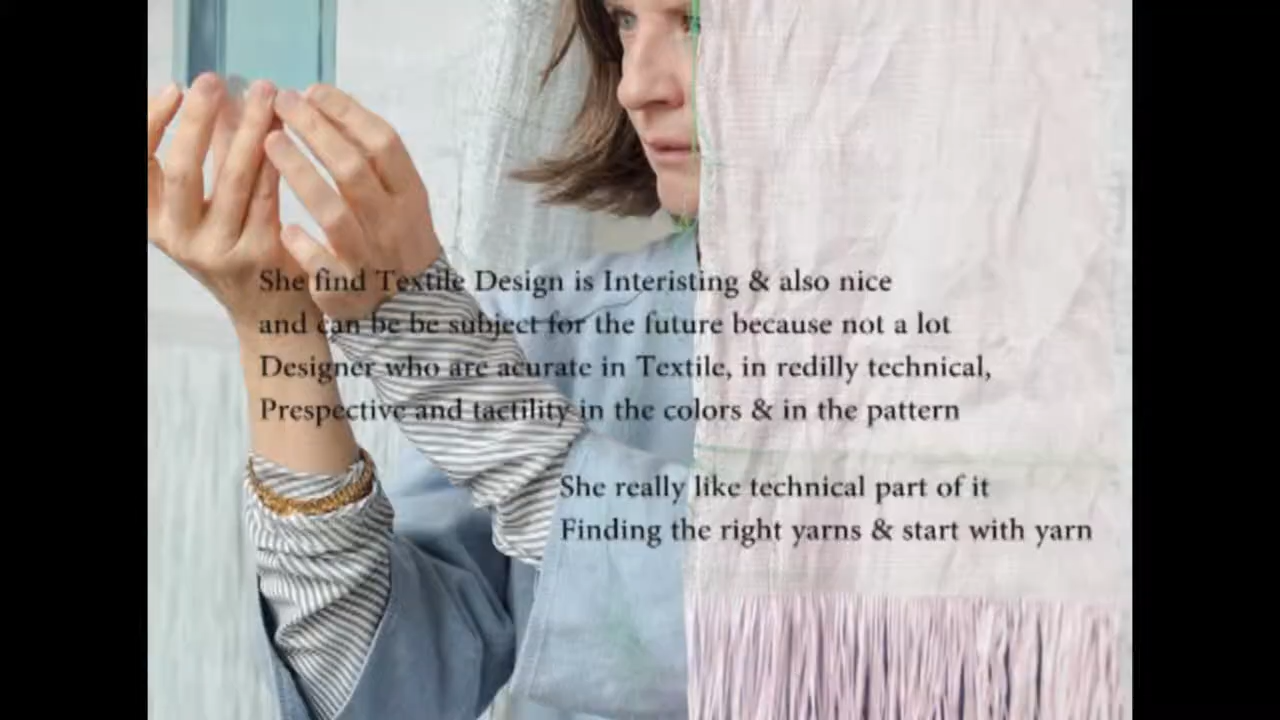 She find Textile Design is Interisting & also nice
and can be be subject for the future because not a lot
Designer who are acurate in Textile, in redilly technical,
Prespective and tactility in the colors & in the pattern
She really like technical part of it
Finding the right yarns & start with yarn